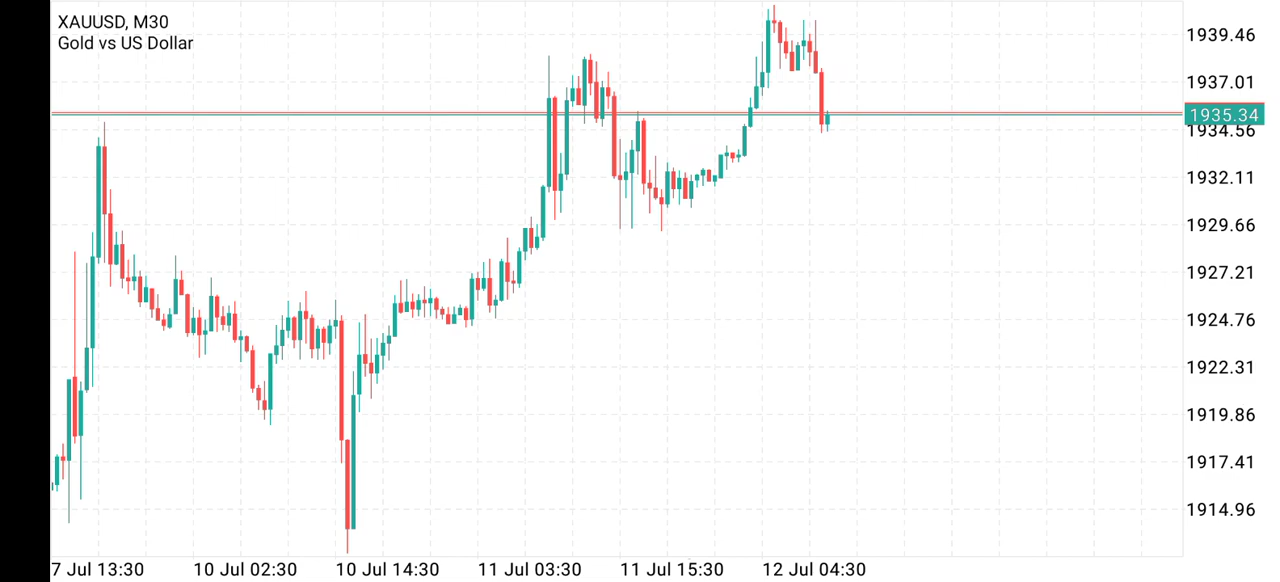 XAUUSD, M30
Gold vs US Dollar
1939.46
1937.01
1935.34
1934.56
1932.11
1929.66
1927.21
1924.76
1922.31
1919.86
1917.41
1914.96
7 Jul 13:30
10 Jul 02:30
10 Jul 14:30
11 Jul 03:30
11 Jul 15:30
12 Jul 04:30